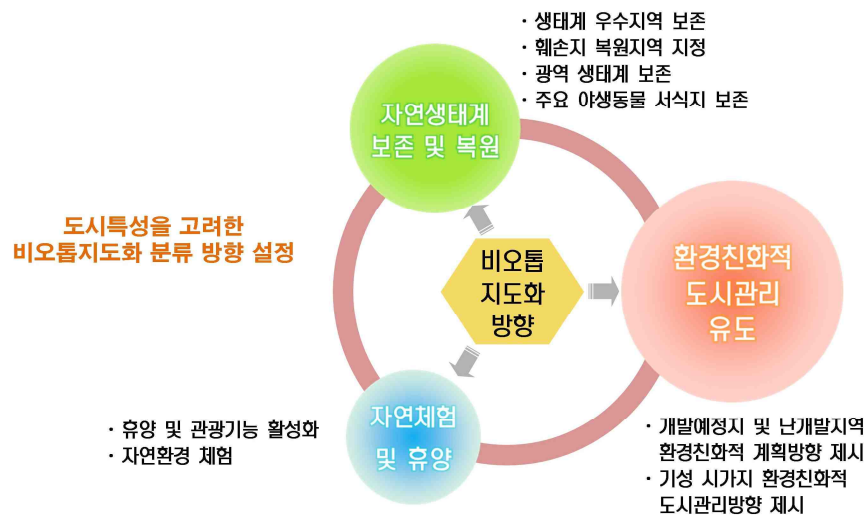 · 생태계 우수지역 보존
· 훼손지 복원지역 지정
· 광역 생태계 보존
· 주요 야생동물 서식지 보존
자연생태계
보존 및 복원
도시특성을 고려한
비오톱지도화 분류 방향 설정
비오톱
지도화
방향
환경친화적
도시관리
유도
자연체험
및 휴양
· 휴양 및 관광기능 활성화
· 자연환경 체험
· 개발예정지 및 난개발지역
환경친화적 계획방향 제시
· 기성 시가지 환경친화적
도시관리방향 제시